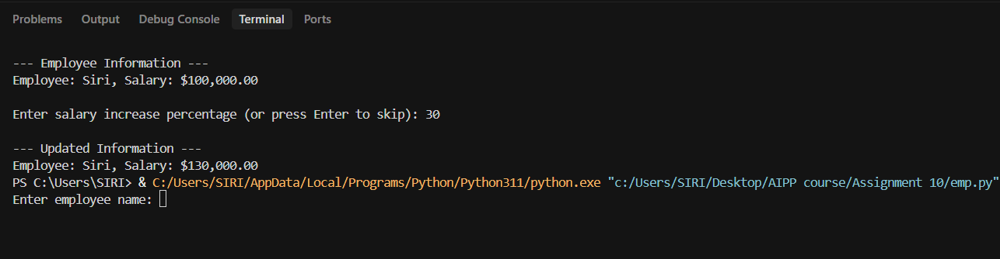 Problems Output Debug Console Terminal Ports
--- Employee Information ---
Employee: Siri, Salary: $100,000.00
Enter salary increase percentage (or press Enter to skip): 30
--- Updated Information ---
Employee: Siri, Salary: $130,000.00
PS C:\Users\SIRI> & C:/Users/SIRI/AppData/Local/Programs/Python/Python311/python.exe "c:/Users/SIRI/Desktop/AIPP course/Assignment 10/emp.py"
Enter employee name: